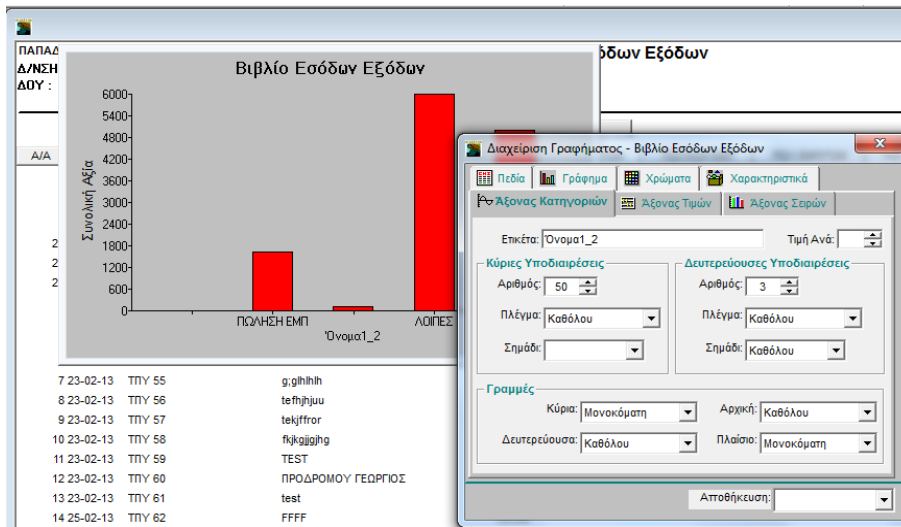 ΠΑΠΑΔ
Δ/ΝΣΗ
ΔΟΥ :
δων Εξόδων
Α/Α
2
2
2
Βιβλίο Εσόδων Εξόδων
Συνολική Αξία
6000
5400
4800
4200
3600
3000
2400
1800
1200
600
0
ΠΩΛΗΣΗ ΕΜΠ ΛΟΙΠΕΣ
Όνομα1_2
7 23-02-13 ΤΠΥ 55 g;glhlhlh
8 23-02-13 ΤΠΥ 56 tefhjhjuu
9 23-02-13 ΤΠΥ 57 tekjffror
10 23-02-13 ΤΠΥ 58 fkjkgjjgjhg
11 23-02-13 ΤΠΥ 59 TEST
12 23-02-13 ΤΠΥ 60 ΠΡΟΔΡΟΜΟΥ ΓΕΩΡΓΙΟΣ
13 23-02-13 ΤΠΥ 61 test
14 25-02-13 ΤΠΥ 62 FFFF
Διαχείριση Γραφήματος - Βιβλίο Εσόδων Εξόδων
Πεδία Γράφημα Χρώματα Χαρακτηριστικά
Άξονας Κατηγοριών Άξονας Τιμών Άξονας Σειρών
Ετικέτα: Όνομα1_2 Τιμή Ανά:
Κύριες Υποδιαιρέσεις Δευτερεύουσες Υποδιαιρέσεις
Αριθμός: 50 Αριθμός: 3
Πλέγμα: Καθόλου Πλέγμα: Καθόλου
Σημάδι: Σημάδι: Καθόλου
Γραμμές
Κύρια: Μονοκόματη Αρχική: Καθόλου
Δευτερεύουσα: Καθόλου Πλαίσιο: Μονοκόματη
Αποθήκευση: